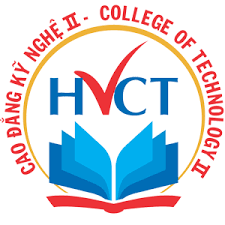 CAO ĐẲNG KỸ NGHỆ II - COLLEGE OF TECHNOLOGY II
HVCT